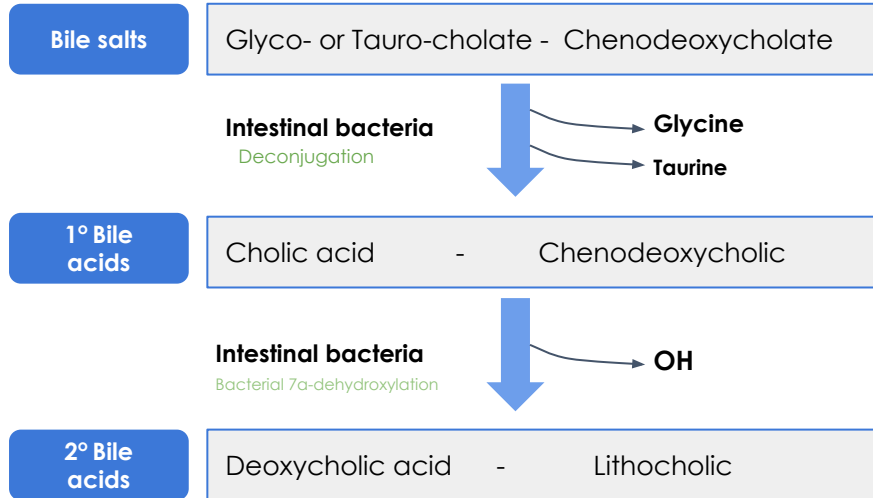 Bile salts
Glyco- or Tauro-cholate - Chenodeoxycholate
Intestinal bacteria
Deconjugation
Glycine
Taurine
1° Bile
acids
Cholic acid - Chenodeoxycholic
Intestinal bacteria
Bacterial 7a-dehydroxylation
OH
2° Bile
acids
Deoxycholic acid - Lithocholic